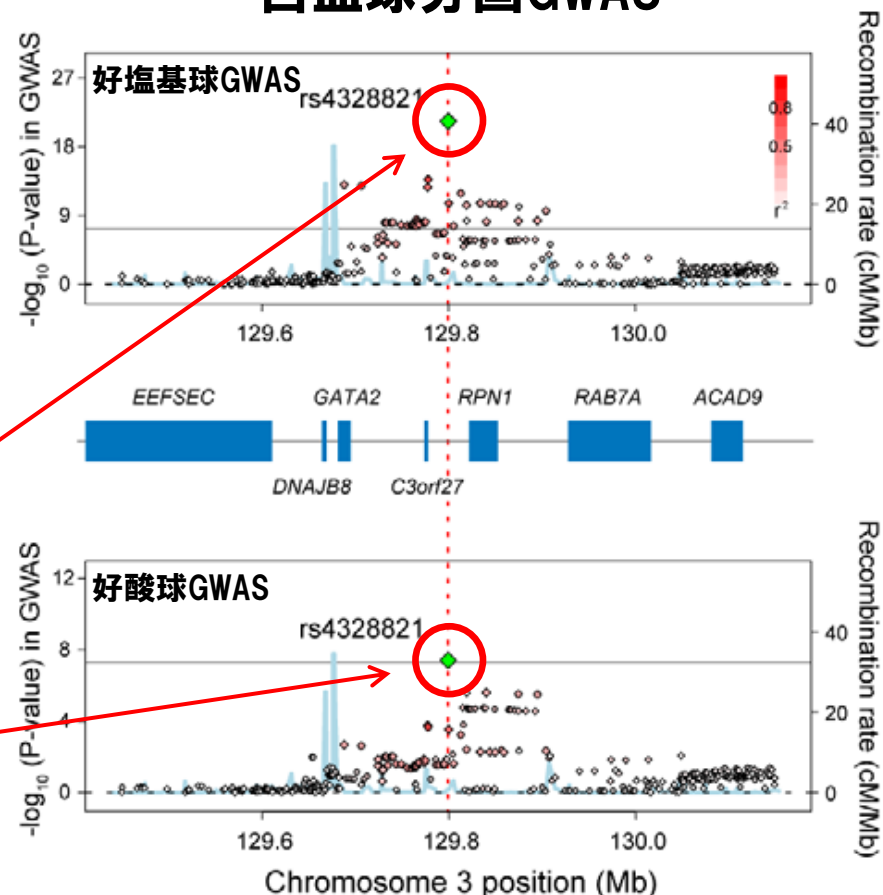 白血球分画GWAS
好塩基球GWAS
rs4328821
-log10 (P-value) in GWAS
27
18
9
0
Recombination rate (cM/Mb)
40
20
0
0.8
0.5
r2
129.6 129.8 130.0
EEFSEC GATA2 RPN1 RAB7A ACAD9
DNAJB8 C3orf27
好酸球GWAS
rs4328821
-log10 (P-value) in GWAS
12
8
4
0
Recombination rate (cM/Mb)
40
20
0
129.6 129.8 130.0
Chromosome 3 position (Mb)